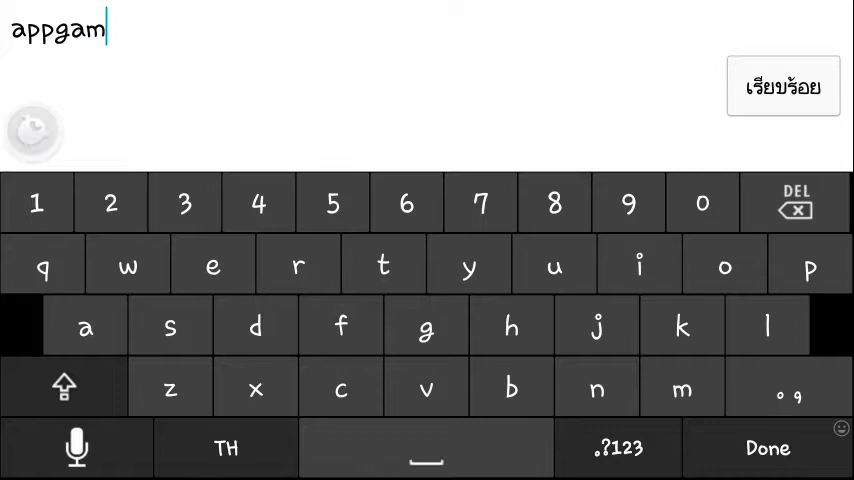 appgam
เรียบร้อย
1 2 3 4 5 6 7 8 9 0 DEL
q w e r t y u i o p
a s d f g h j k l
z x c v b n m 。,
TH .?123 Done